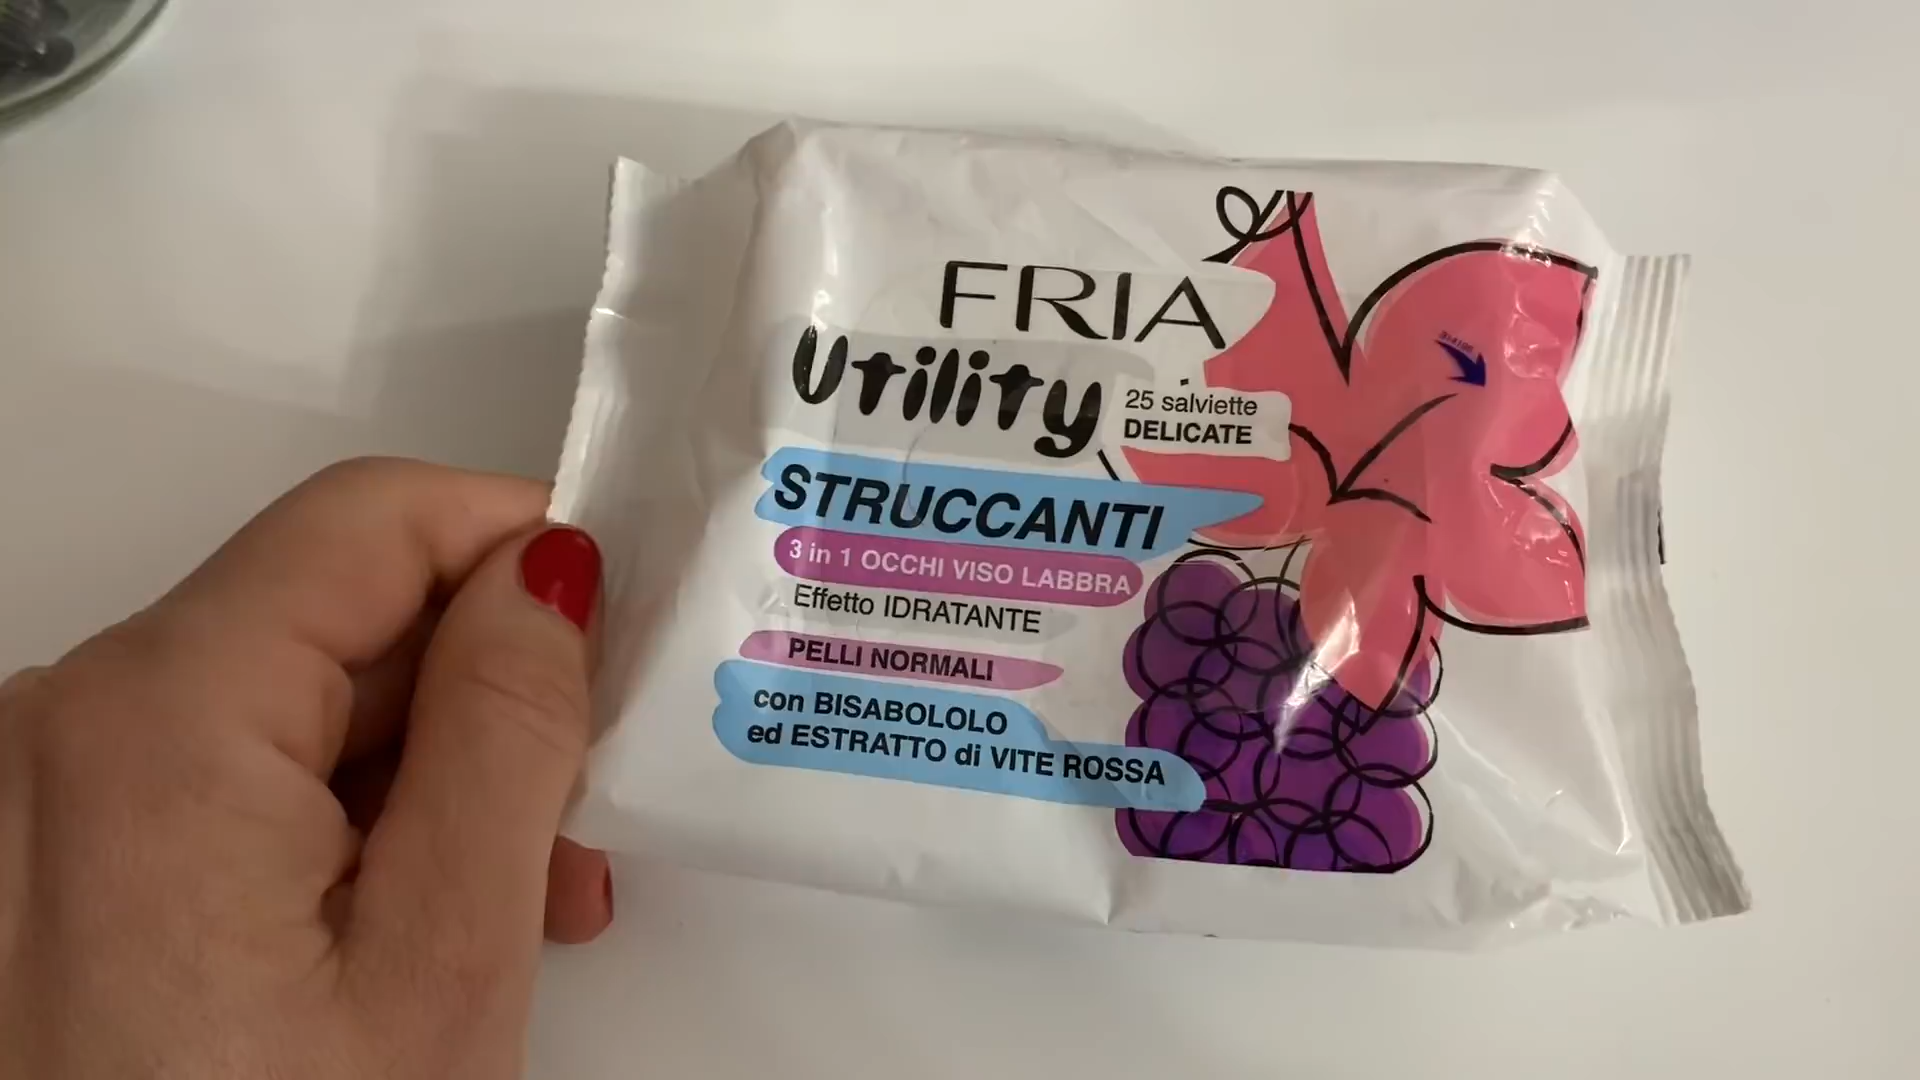 FRIA
Utility
25 salviette
DELICATE
STRUCCANTI
3 in 1 OCCHI VISO LABBRA
Effetto IDRATANTE
PELLI NORMALI
con BISABOLOLO
ed ESTRATTO di VITE ROSSA